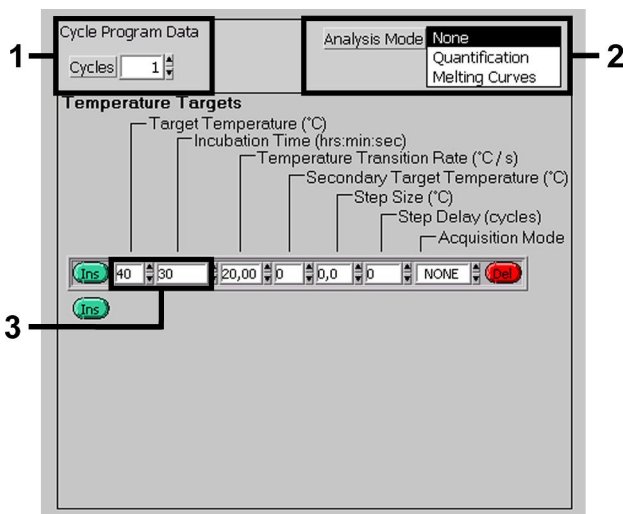 Cycle Program Data
Cycles 1
1
Analysis Mode None
Quantification
Melting Curves
2
Temperature Targets
Target Temperature (°C)
Incubation Time (hrs:min:sec)
Temperature Transition Rate (°C / s)
Secondary Target Temperature (°C)
Step Size (°C)
Step Delay (cycles)
Acquisition Mode
Ins 40 30 20,00 0 0,0 0 NONE Del
Ins
3